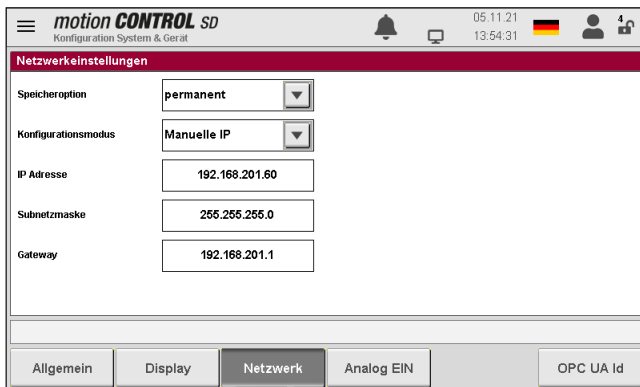 motion CONTROL SD
Konfiguration System & Gerät
05.11.21
13:54:31
4
Netzwerkeinstellungen
Speicheroption permanent
Konfigurationsmodus Manuelle IP
IP Adresse 192.168.201.60
Subnetzmaske 255.255.255.0
Gateway 192.168.201.1
Allgemein Display Netzwerk Analog EIN OPC UA Id